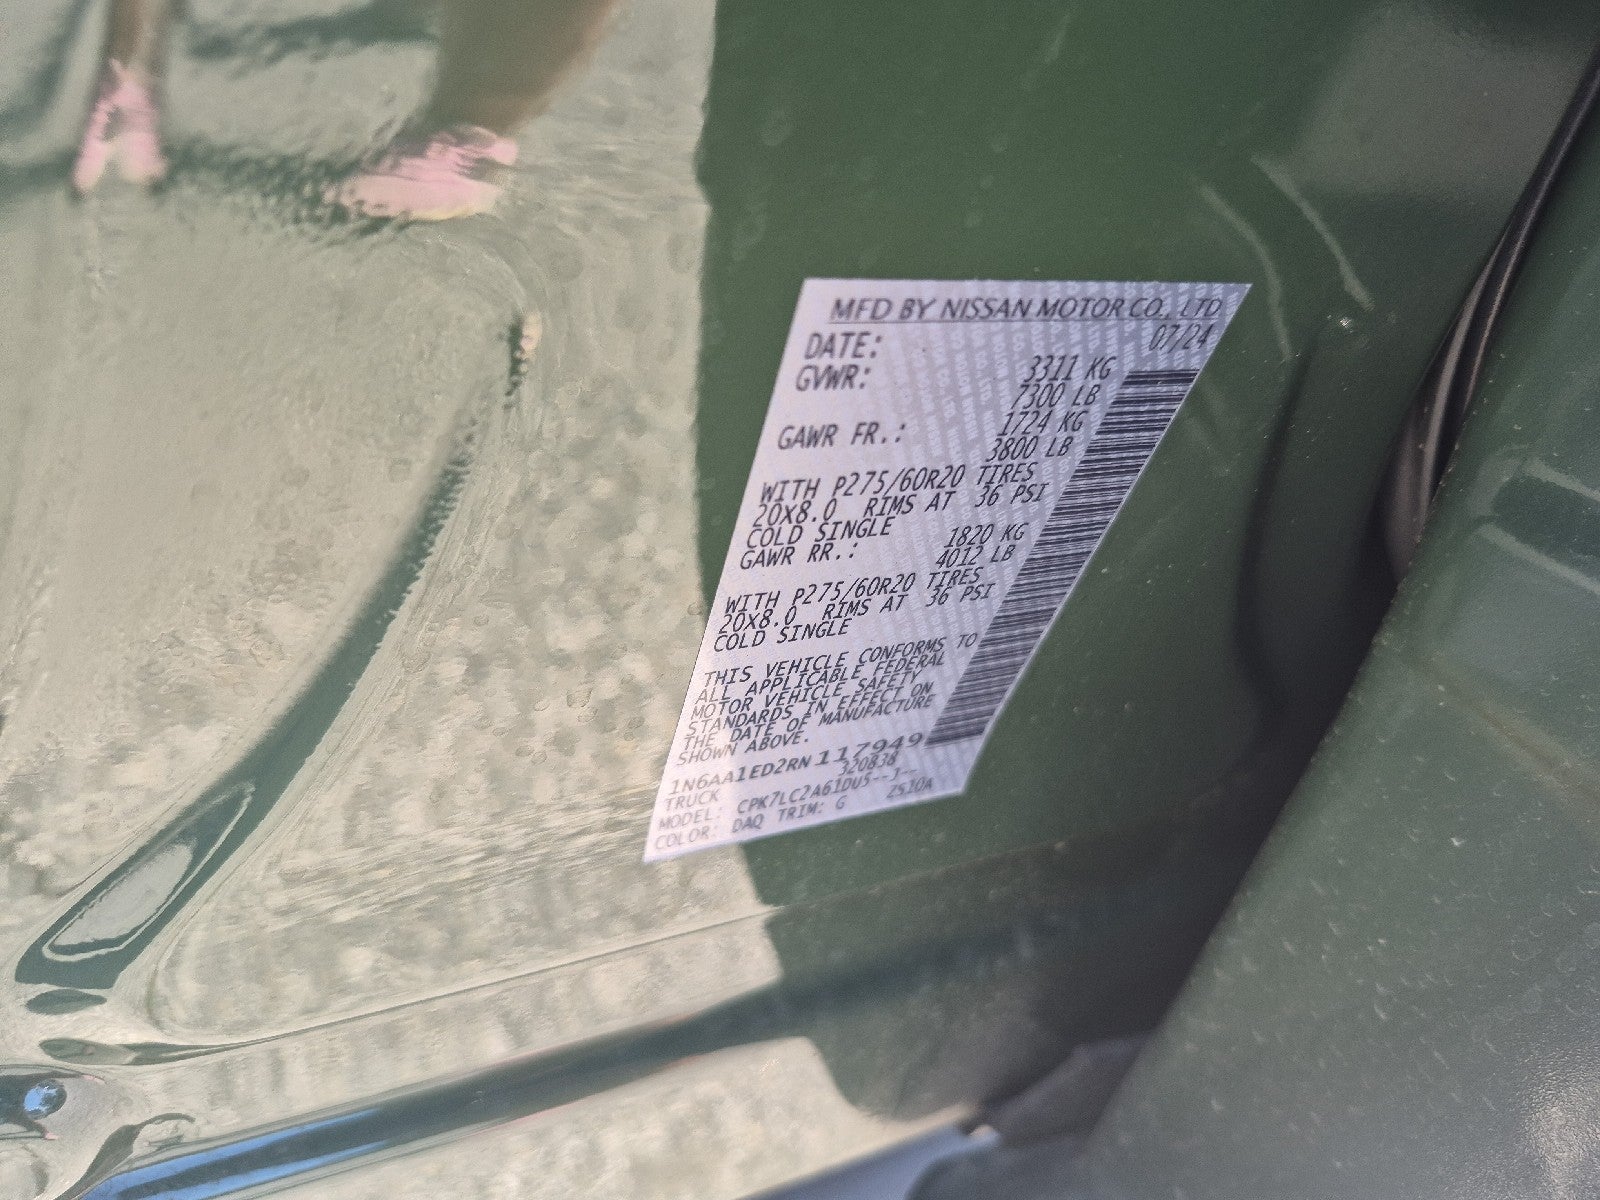 MFD BY NISSAN MOTOR CO., LTD
DATE: 07/24
GVWR: 3311 KG
7300 LB
GAWR FR.: 1724 KG
3800 LB
WITH P275/60R20 TIRES
20X8.0 RIMS AT 36 PSI
COLD SINGLE
GAWR RR.: 1820 KG
4012 LB
WITH P275/60R20 TIRES
20X8.0 RIMS AT 36 PSI
COLD SINGLE
THIS VEHICLE CONFORMS TO
ALL APPLICABLE FEDERAL
MOTOR VEHICLE SAFETY
STANDARDS IN EFFECT ON
THE DATE OF MANUFACTURE
SHOWN ABOVE.
1N6AA1ED2RN117949
TRUCK 320838
MODEL: CPK7LC2A61DU5--J--
COLOR: DAQ TRIM: G ZS10A